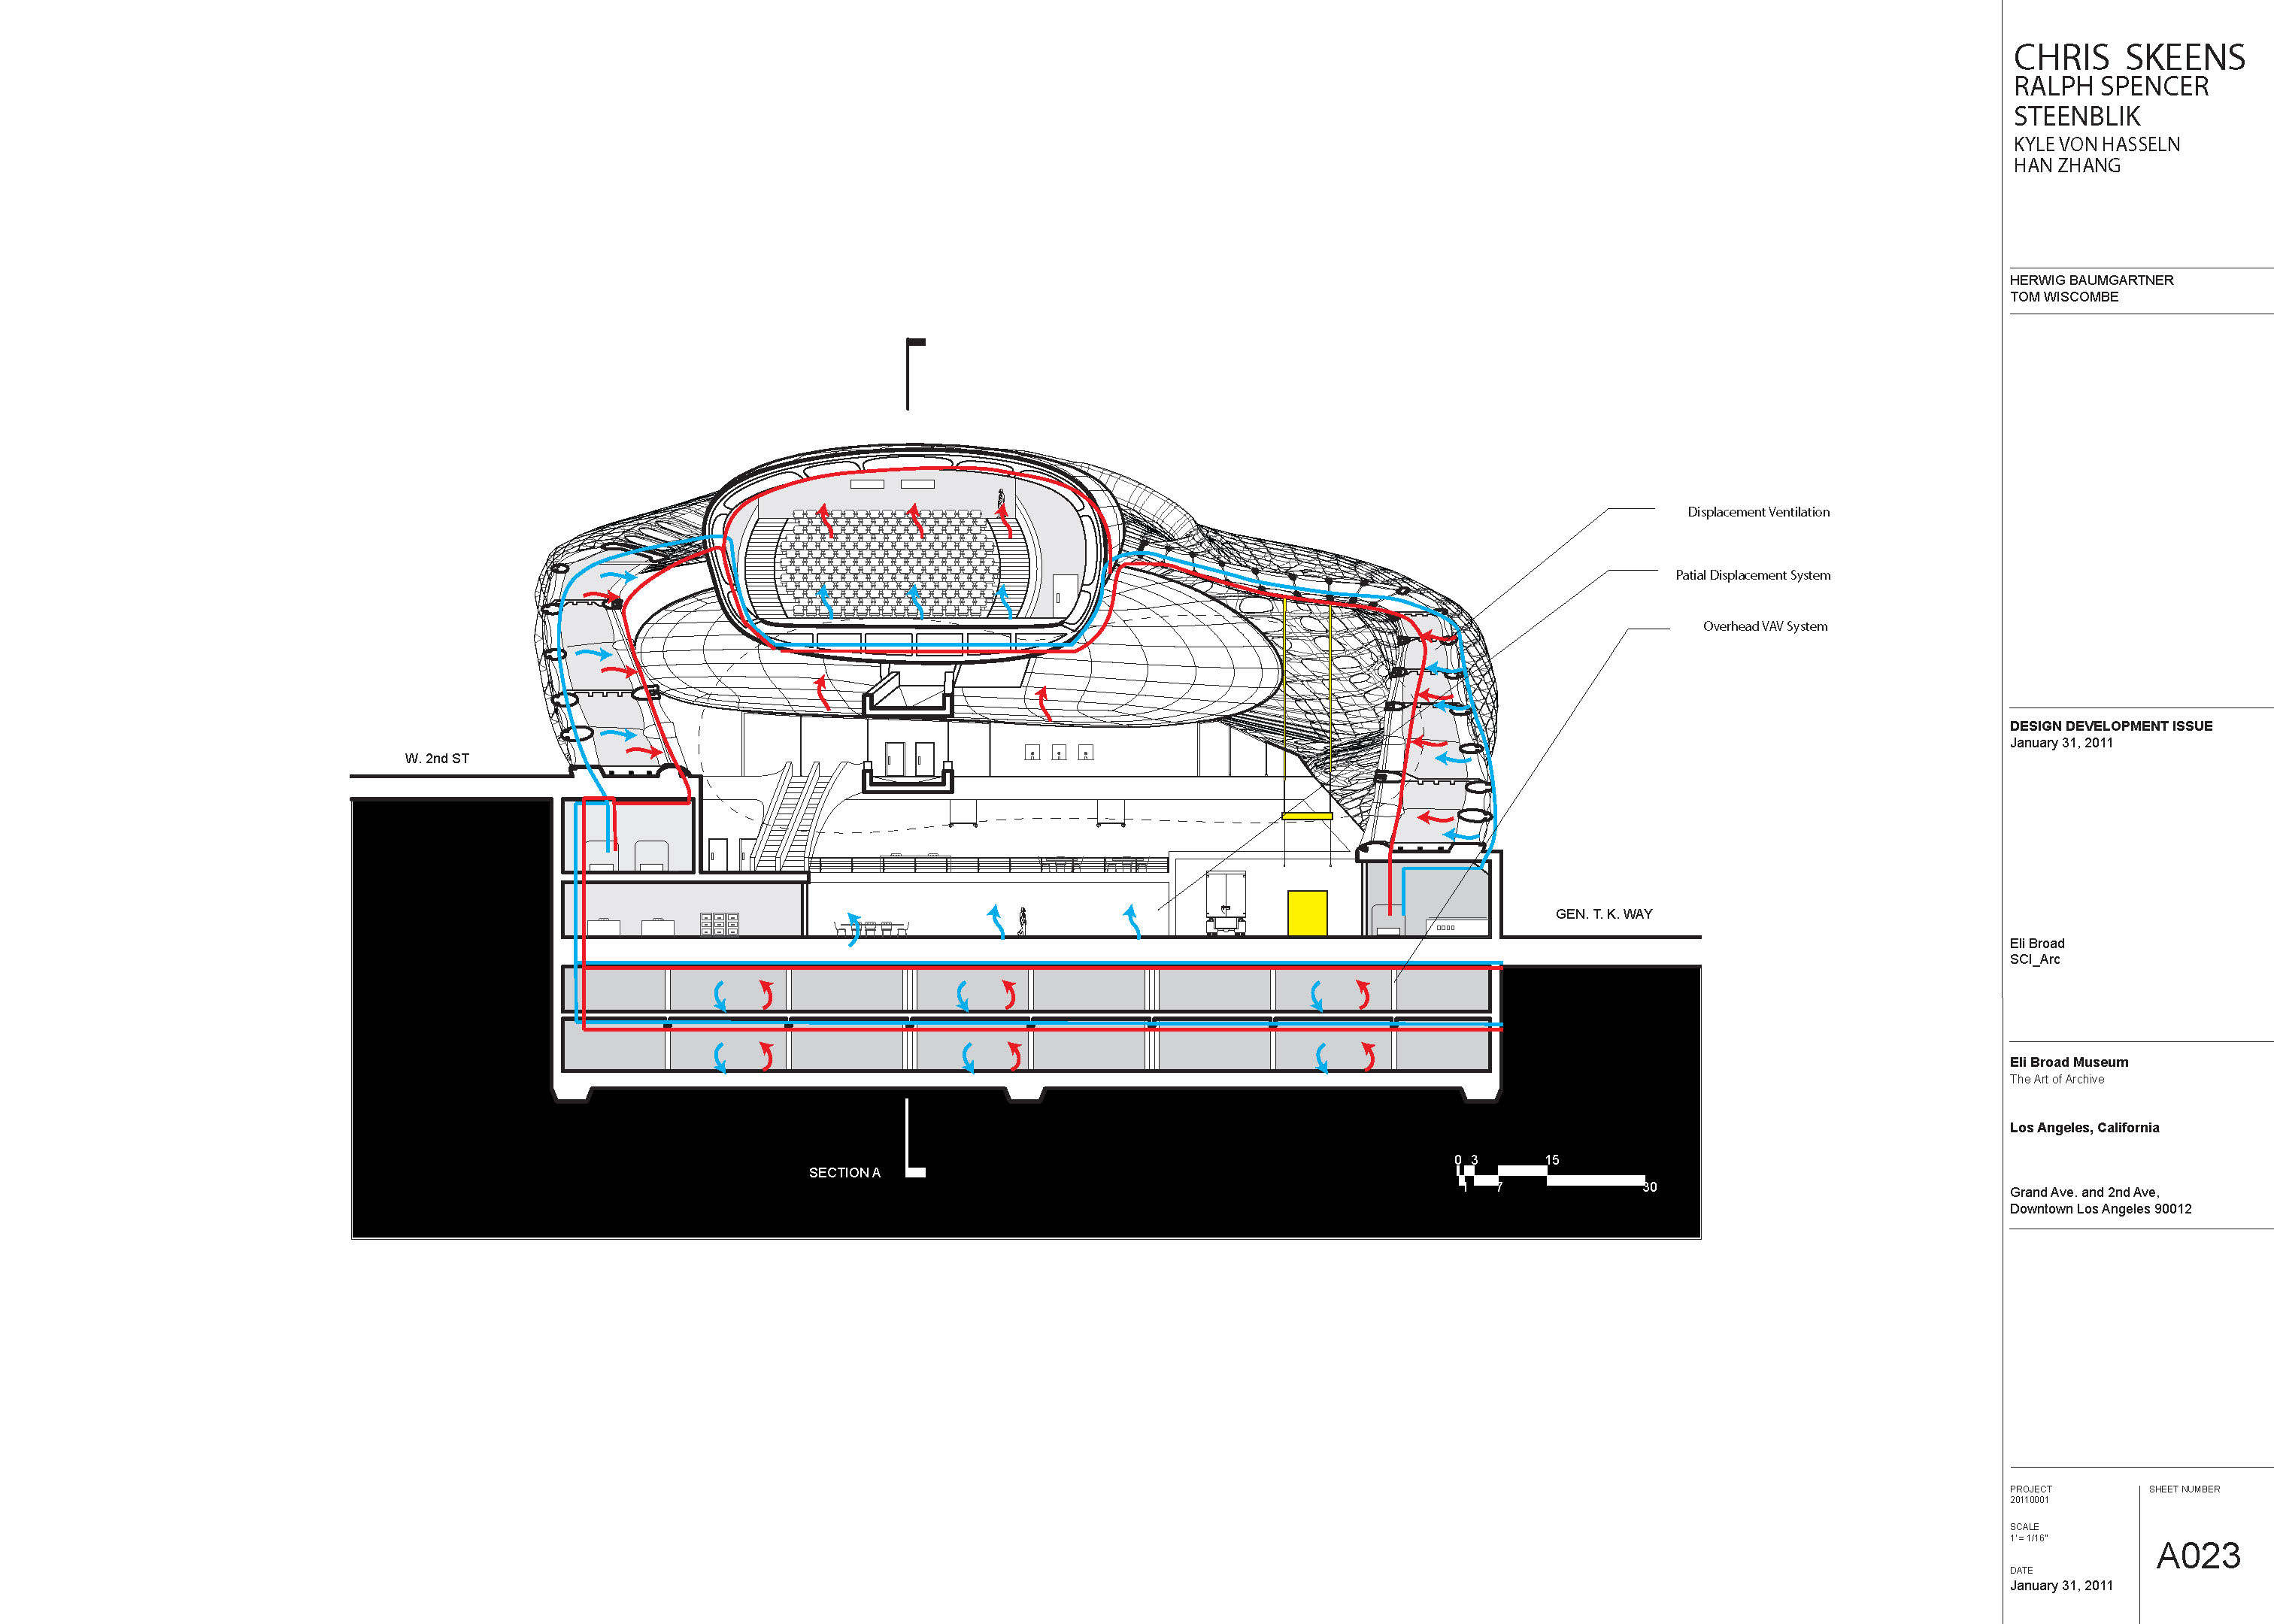 CHRIS SKEENS
RALPH SPENCER
STEENBLIK
KYLE VON HASSELN
HAN ZHANG
HERWIG BAUMGARTNER
TOM WISCOMBE
Displacement Ventilation
Patial Displacement System
Overhead VAV System
W. 2nd ST
GEN. T. K. WAY
SECTION A
0 3 15
1 7 30
DESIGN DEVELOPMENT ISSUE
January 31, 2011
Eli Broad
SCI_Arc
Eli Broad Museum
The Art of Archive
Los Angeles, California
Grand Ave. and 2nd Ave,
Downtown Los Angeles 90012
PROJECT
20110001
SCALE
1' = 1/16"
DATE
January 31, 2011
SHEET NUMBER
A023